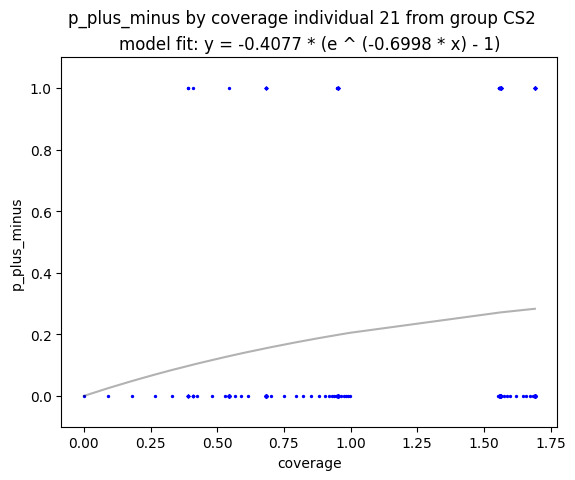 p_plus_minus by coverage individual 21 from group CS2
model fit: y = -0.4077 * (e ^ (-0.6998 * x) - 1)
1.0
0.8
0.6
0.4
0.2
0.0
p_plus_minus
0.00 0.25 0.50 0.75 1.00 1.25 1.50 1.75
coverage